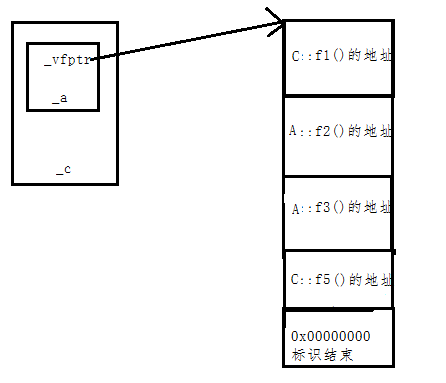 _vfptr
_a
_c
C::f1()的地址
A::f2()的地址
A::f3()的地址
C::f5()的地址
0x00000000
标识结束